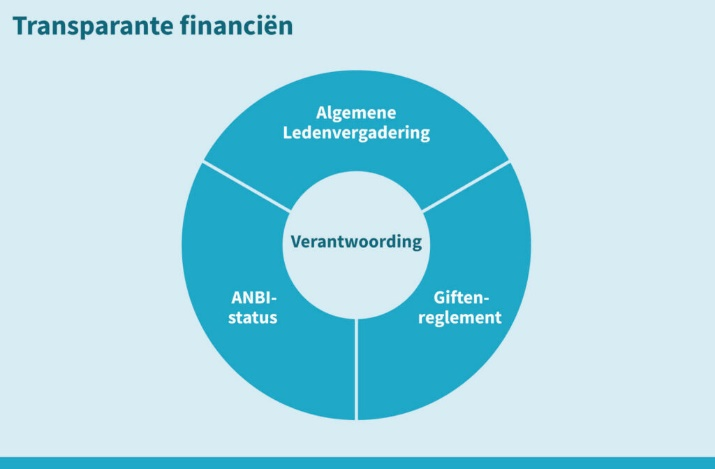 Transparante financiën
Algemene
Ledenvergadering
Verantwoording
ANBI-
status
Giften-
reglement